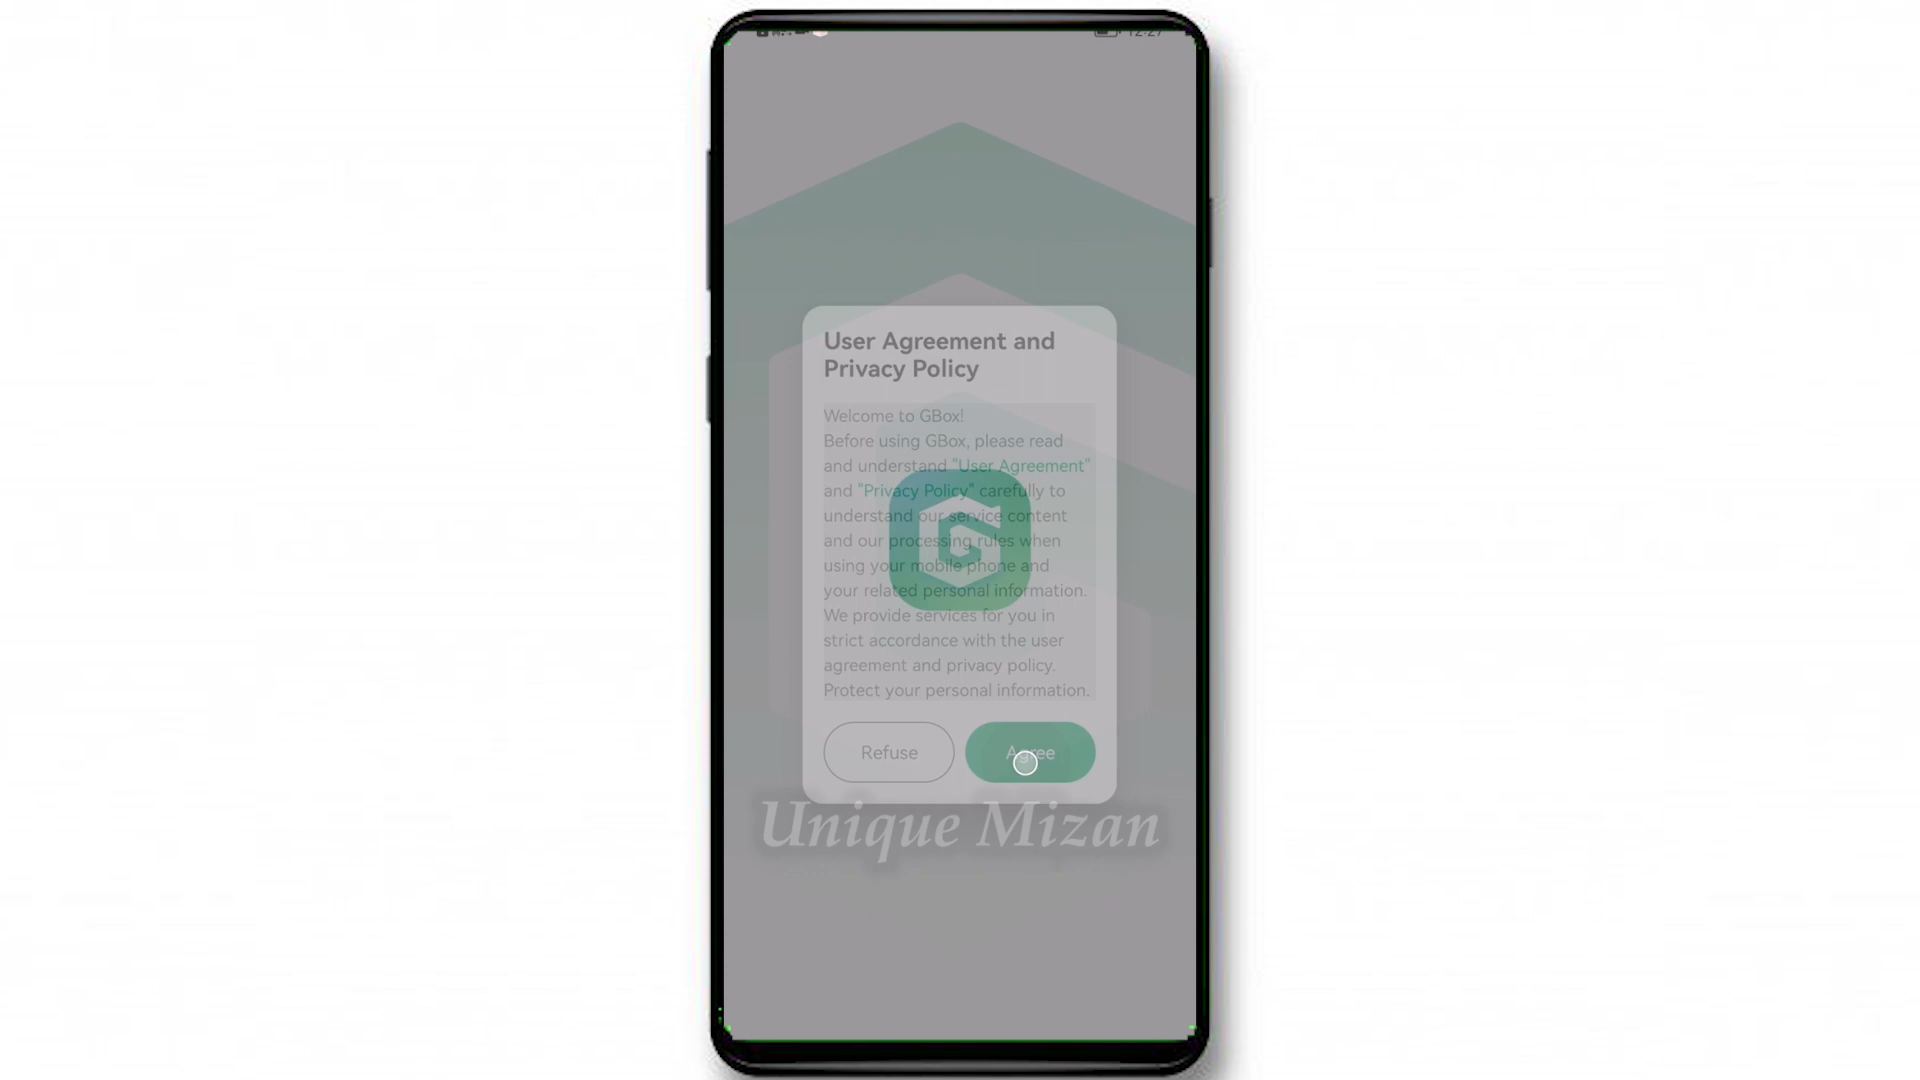 12:27
User Agreement and
Privacy Policy
Welcome to GBox!
Before using GBox, please read
and understand "User Agreement"
and "Privacy Policy" carefully to
understand our service content
and our processing rules when
using your mobile phone and
your related personal information.
We provide services for you in
strict accordance with the user
agreement and privacy policy.
Protect your personal information.
Refuse Agree
Unique Mizan